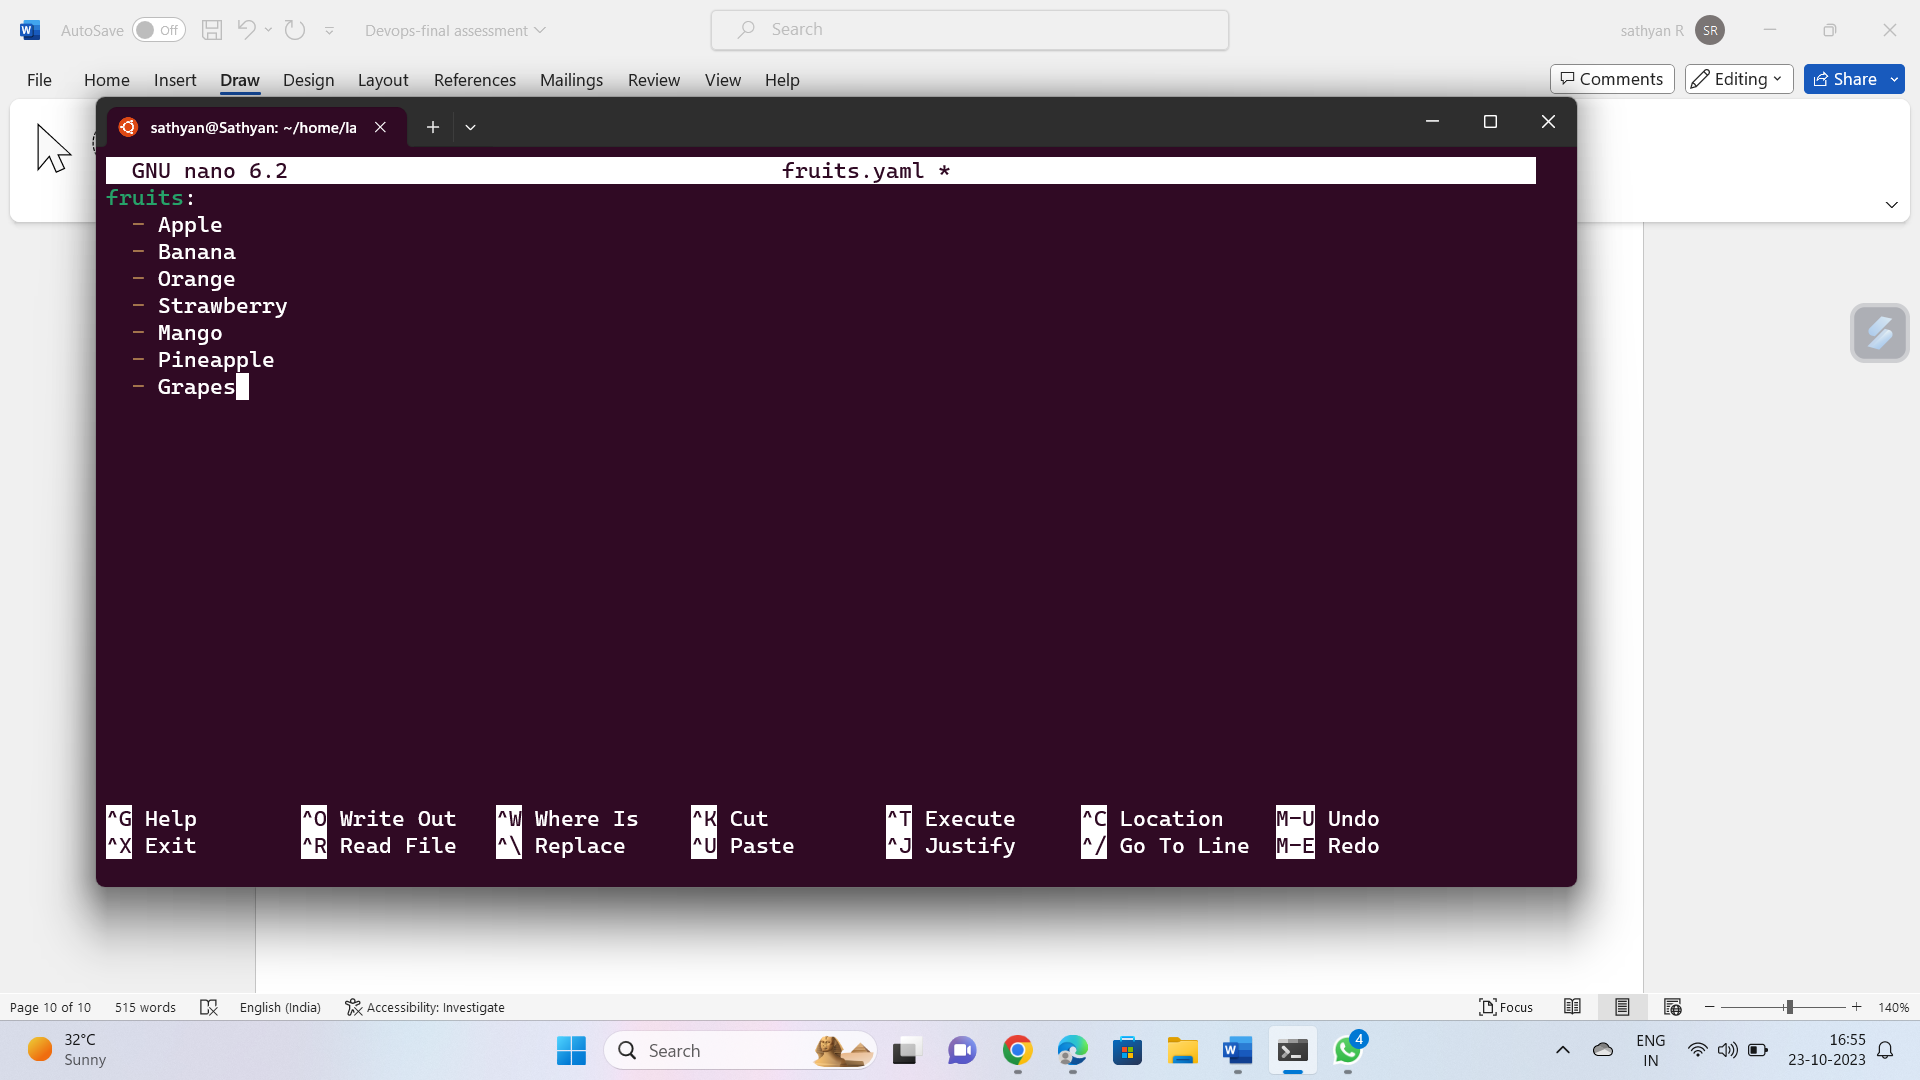 AutoSave Off Devops-final assessment Search sathyan R SR
File Home Insert Draw Design Layout References Mailings Review View Help Comments Editing Share
sathyan@Sathyan: ~/home/la
GNU nano 6.2 fruits.yaml *
fruits:
- Apple
- Banana
- Orange
- Strawberry
- Mango
- Pineapple
- Grapes
^G Help ^O Write Out ^W Where Is ^K Cut ^T Execute ^C Location M-U Undo
^X Exit ^R Read File ^\ Replace ^U Paste ^J Justify ^/ Go To Line M-E Redo
Page 10 of 10 515 words English (India) Accessibility: Investigate Focus 140%
32°C
Sunny
Search
4
ENG
IN
16:55
23-10-2023